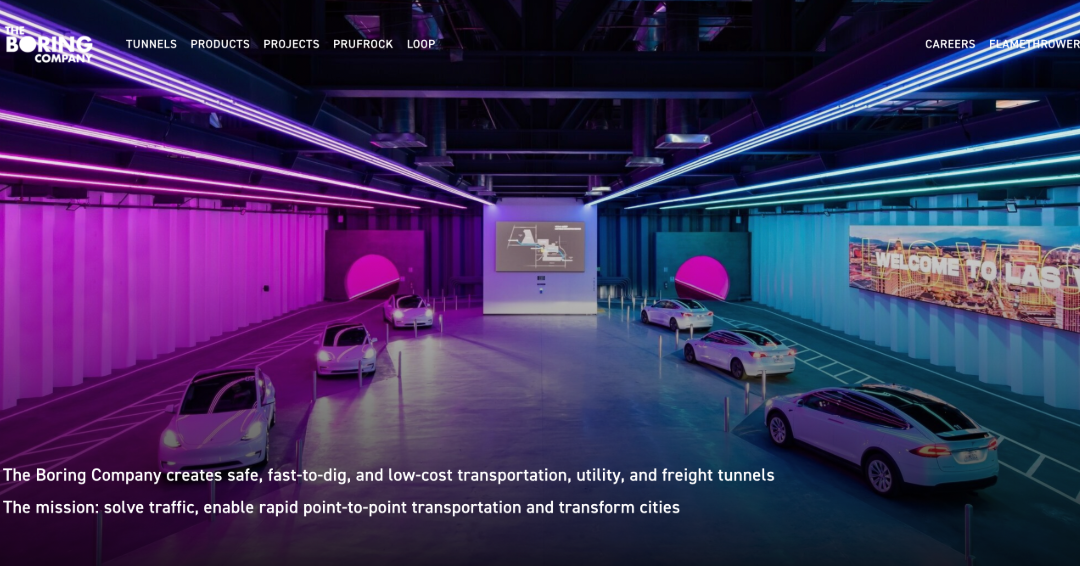 THE
BORING
COMPANY
TUNNELS PRODUCTS PROJECTS PRUFROCK LOOP
CAREERS FLAMETHROWER
WELCOME TO LAS
The Boring Company creates safe, fast-to-dig, and low-cost transportation, utility, and freight tunnels
The mission: solve traffic, enable rapid point-to-point transportation and transform cities